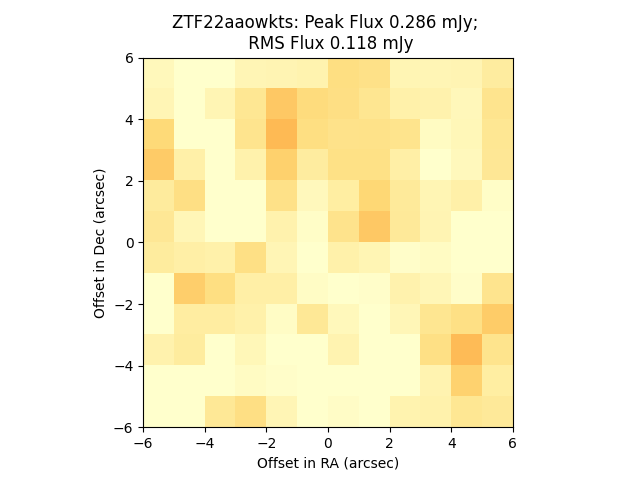 ZTF22aaowkts: Peak Flux 0.286 mJy;
RMS Flux 0.118 mJy
6
4
2
0
−2
−4
−6
Offset in Dec (arcsec)
−6 −4 −2 0 2 4 6
Offset in RA (arcsec)